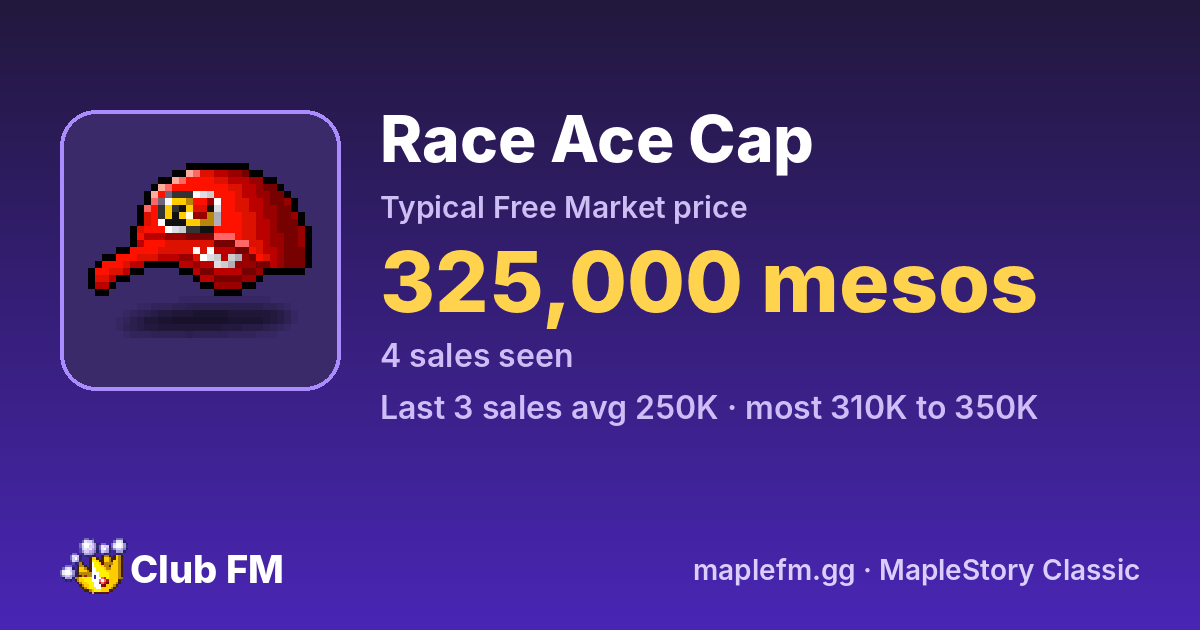 Race Ace Cap
Typical Free Market price
325,000 mesos
4 sales seen
Last 3 sales avg 250K · most 310K to 350K
Club FM
maplefm.gg · MapleStory Classic